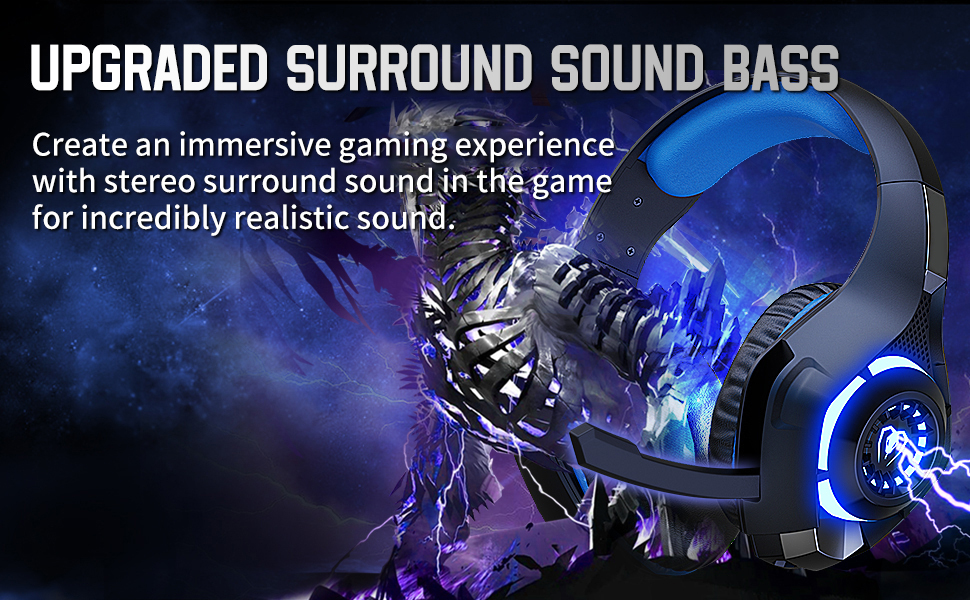 UPGRADED SURROUND SOUND BASS
Create an immersive gaming experience
with stereo surround sound in the game
for incredibly realistic sound.